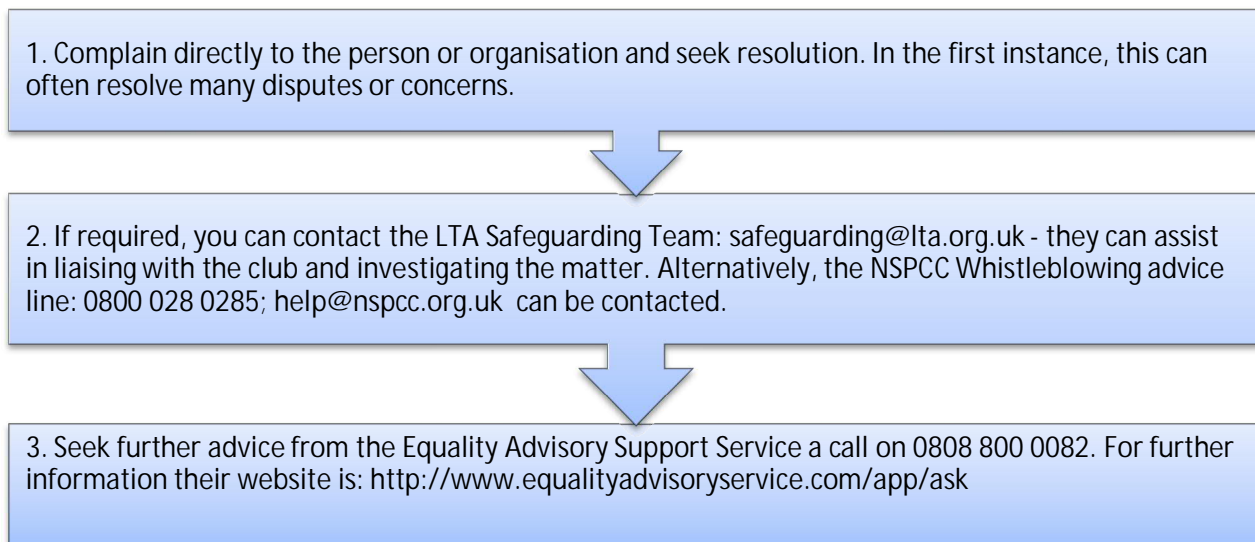 1. Complain directly to the person or organisation and seek resolution. In the first instance, this can
often resolve many disputes or concerns.
2. If required, you can contact the LTA Safeguarding Team: safeguarding@lta.org.uk - they can assist
in liaising with the club and investigating the matter. Alternatively, the NSPCC Whistleblowing advice
line: 0800 028 0285; help@nspcc.org.uk can be contacted.
3. Seek further advice from the Equality Advisory Support Service a call on 0808 800 0082. For further
information their website is: http://www.equalityadvisoryservice.com/app/ask